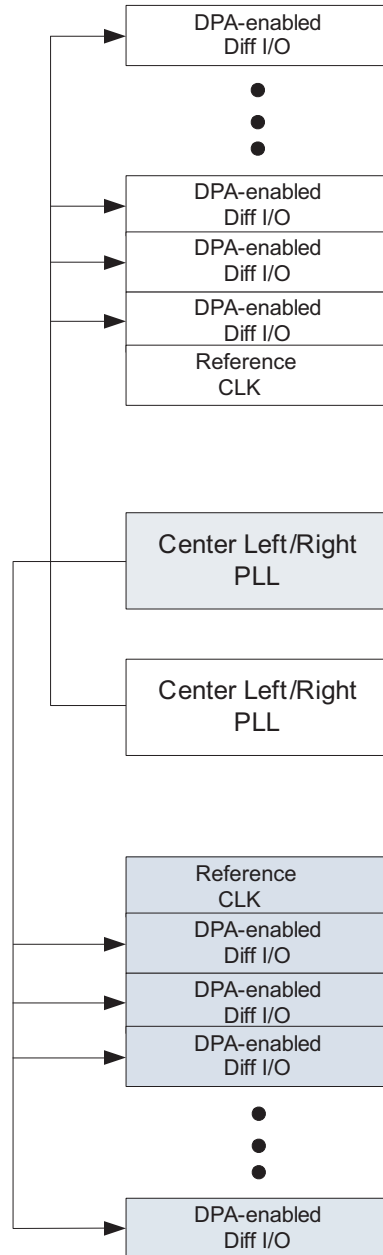 DPA-enabled
Diff I/O
DPA-enabled
Diff I/O
DPA-enabled
Diff I/O
DPA-enabled
Diff I/O
Reference
CLK
Center Left/Right
PLL
Center Left/Right
PLL
Reference
CLK
DPA-enabled
Diff I/O
DPA-enabled
Diff I/O
DPA-enabled
Diff I/O
DPA-enabled
Diff I/O